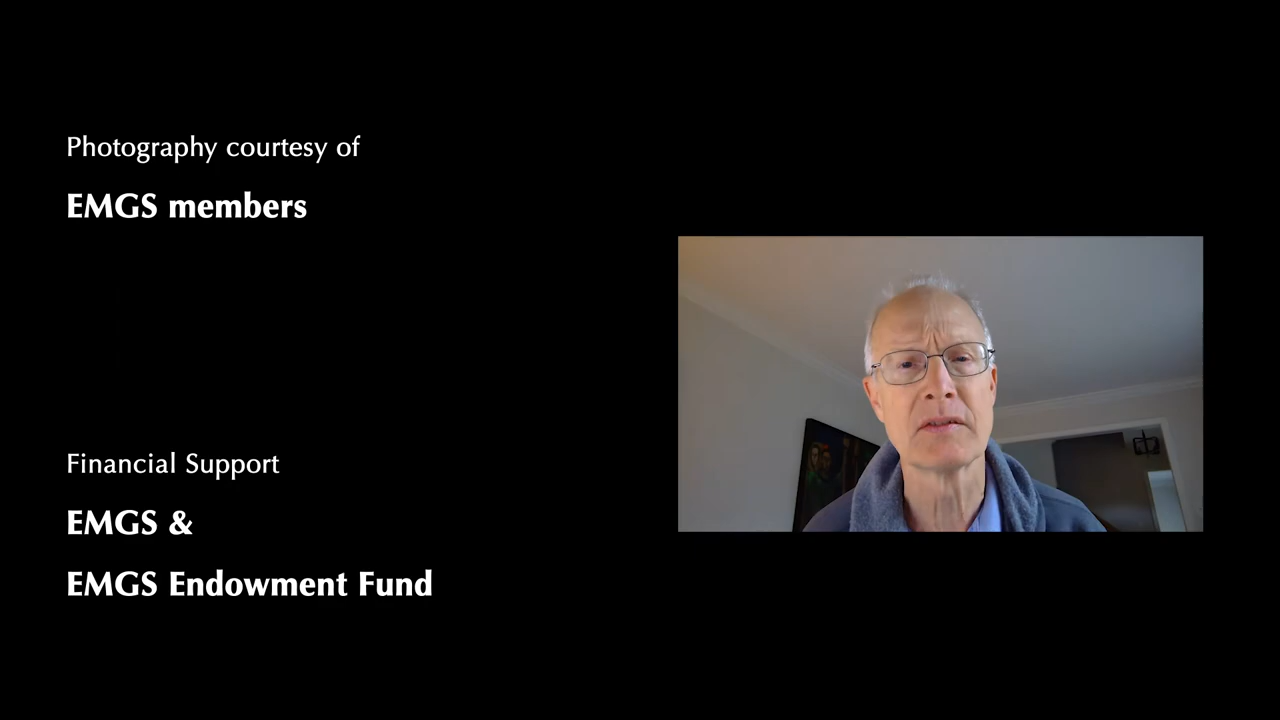 Photography courtesy of
EMGS members
Financial Support
EMGS &
EMGS Endowment Fund